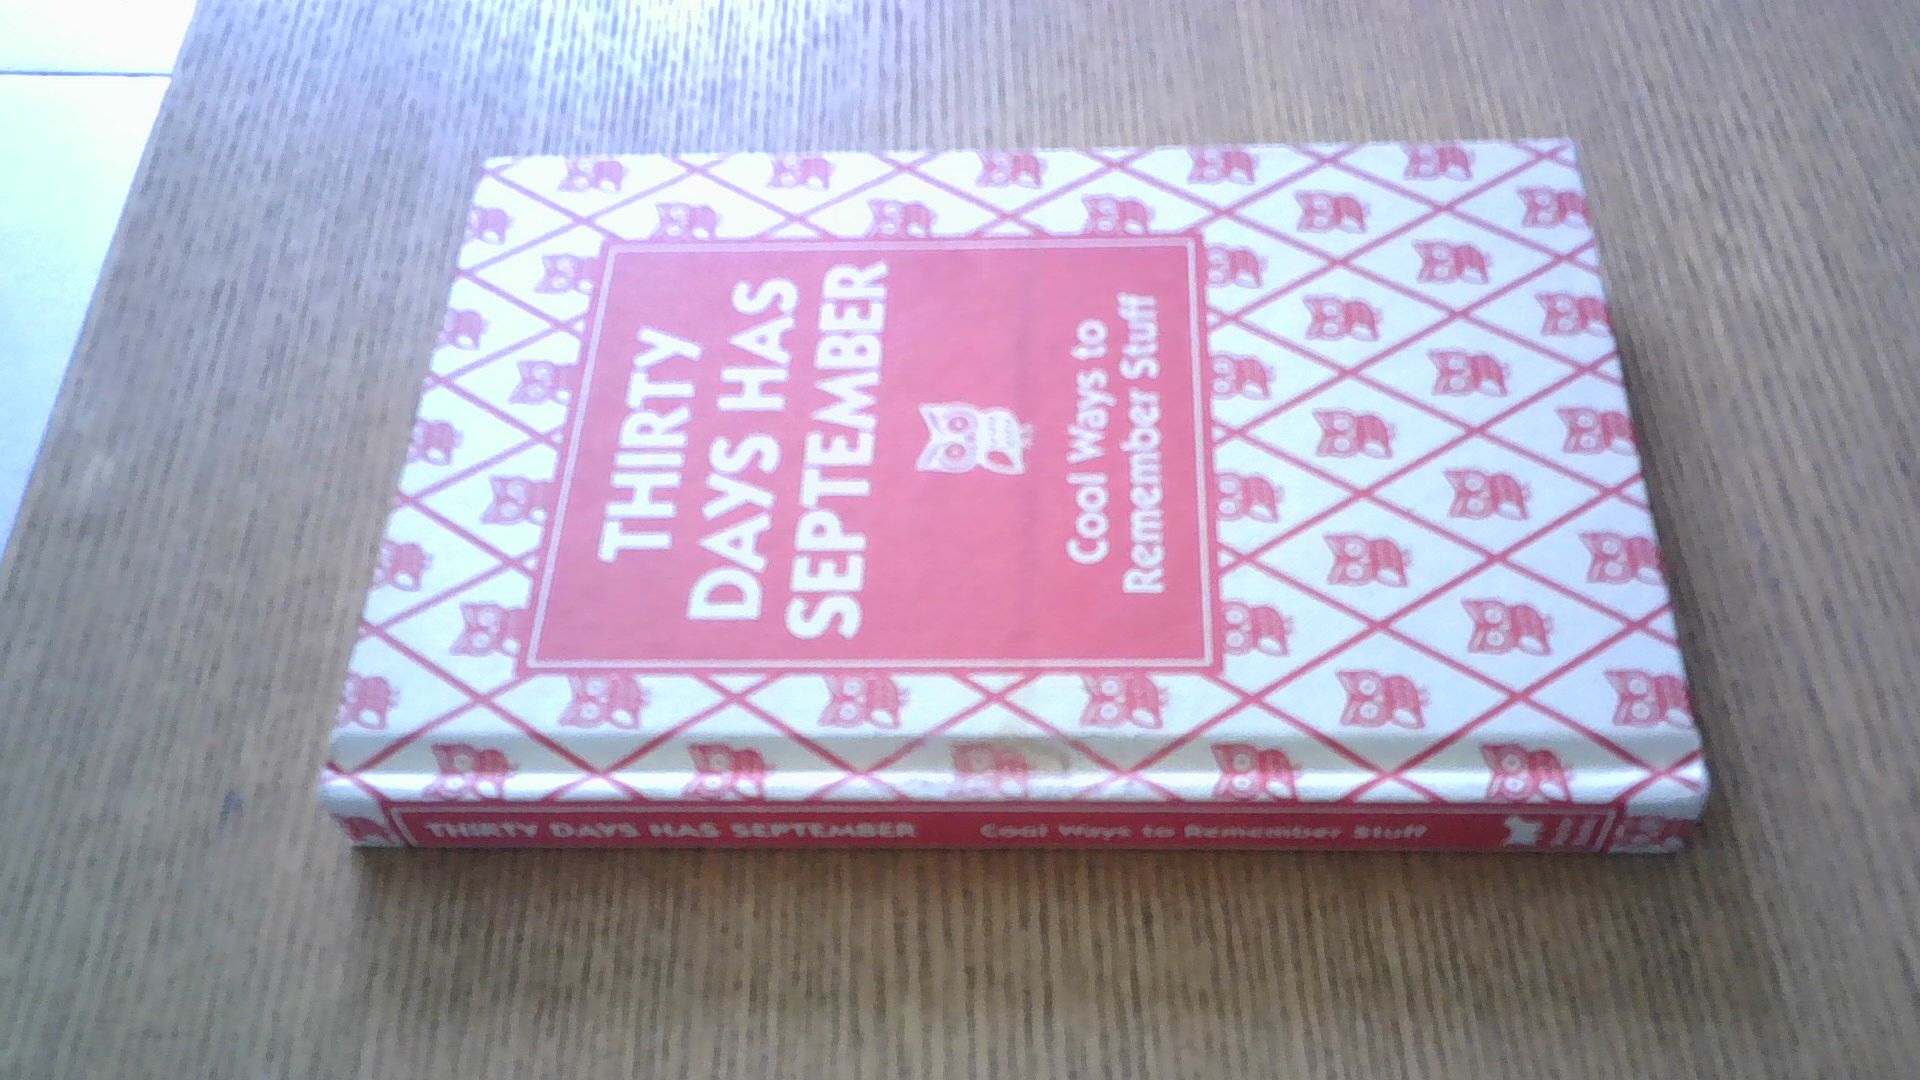 THIRTY
DAYS HAS
SEPTEMBER
Cool Ways to
Remember Stuff
THIRTY DAYS HAS SEPTEMBER Cool Ways to Remember Stuff